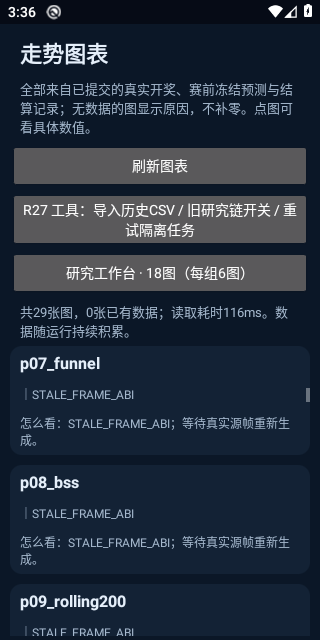 3:36
走势图表
全部来自已提交的真实开奖、赛前冻结预测与结
算记录；无数据的图显示原因，不补零。点图可
看具体数值。
刷新图表
R27 工具：导入历史CSV / 旧研究链开关 / 重
试隔离任务
研究工作台 · 18图（每组6图）
共29张图，0张已有数据；读取耗时116ms。数
据随运行持续积累。
p07_funnel
｜STALE_FRAME_ABI
怎么看：STALE_FRAME_ABI；等待真实源帧重新生
成。
p08_bss
｜STALE_FRAME_ABI
怎么看：STALE_FRAME_ABI；等待真实源帧重新生
成。
p09_rolling200
｜STALE_FRAME_ABI